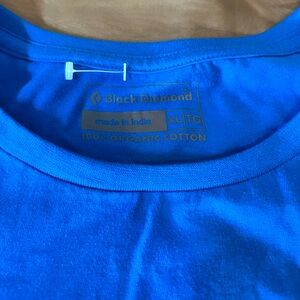 Black Diamond
made in India XL/TG
100% ORGANIC COTTON